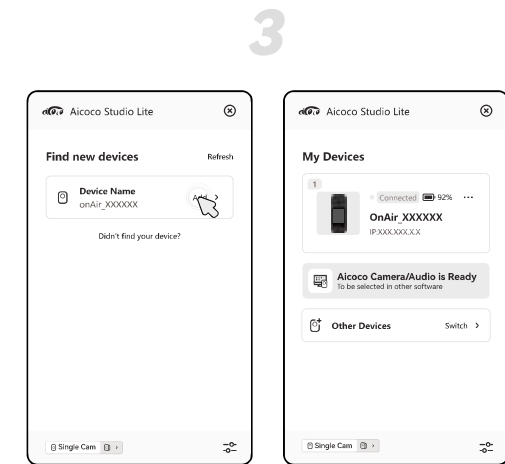 3
Aicoco Studio Lite
Find new devices
Refresh
Device Name
onAir_XXXXXX
Add
Didn't find your device?
Single Cam
Aicoco Studio Lite
My Devices
1
Connected
92%
OnAir_XXXXXX
IP:XXX.XXX.X.X
Aicoco Camera/Audio is Ready
To be selected in other software
Other Devices
Switch
Single Cam